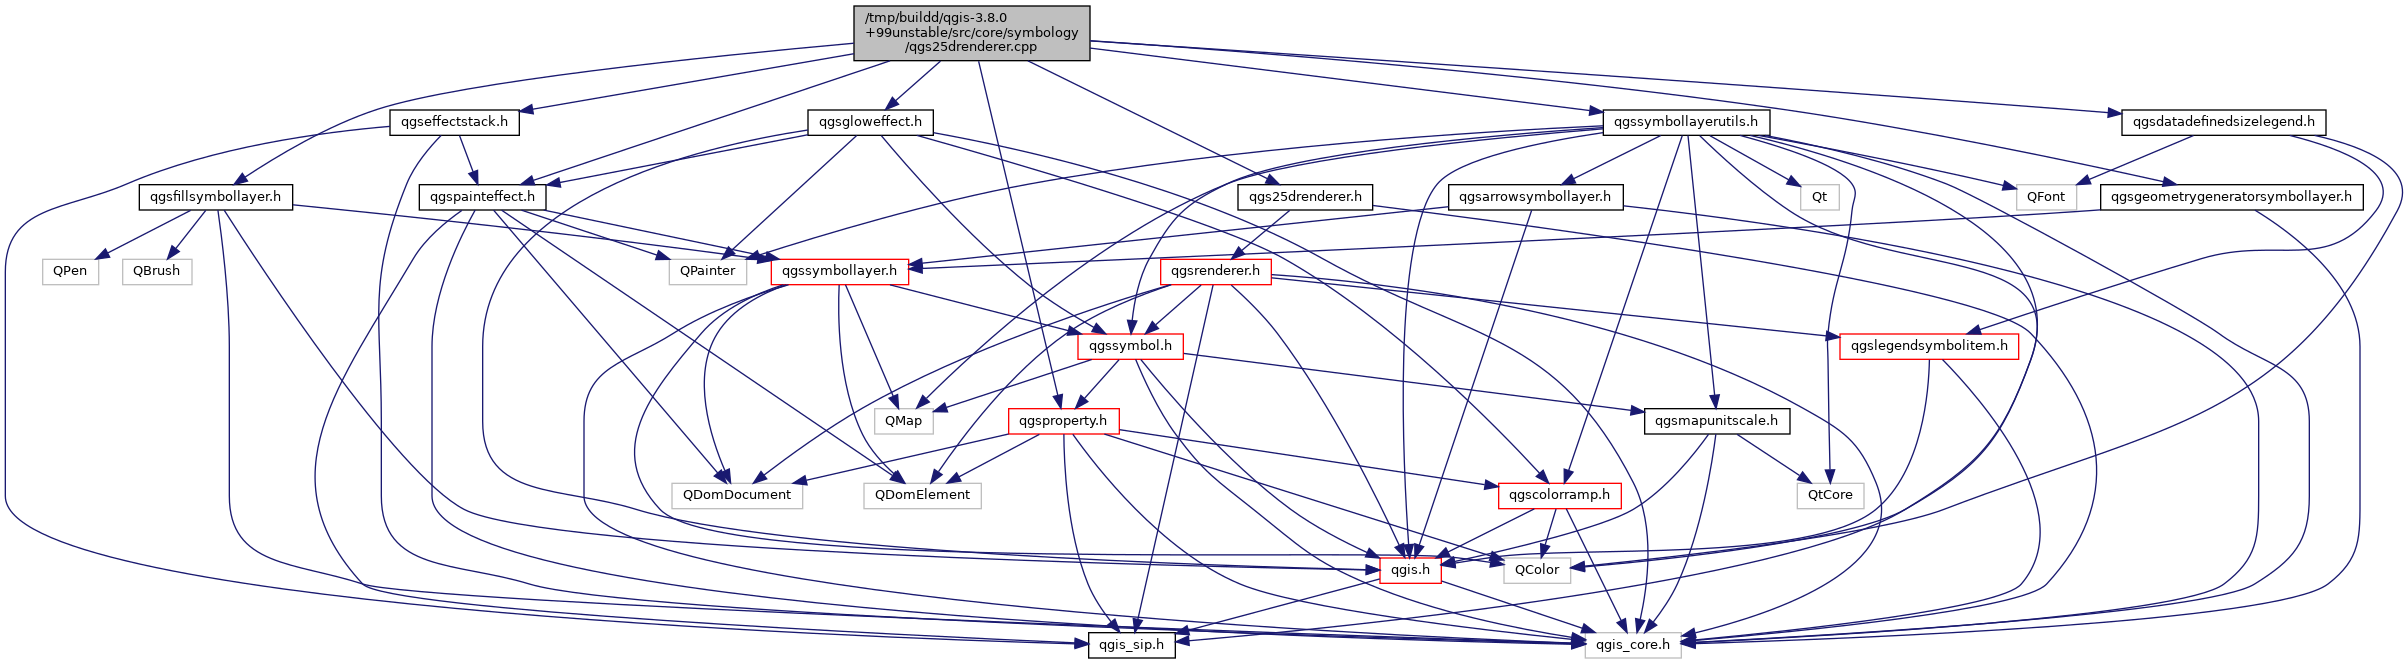 /tmp/buildd/qgis-3.8.0
+99unstable/src/core/symbology
/qgs25drenderer.cpp
qgseffectstack.h
qgsgloweffect.h
qgssymbollayerutils.h
qgsdatadefinedsizelegend.h
qgsfillsymbollayer.h
qgspainteffect.h
qgs25drenderer.h
qgsarrowsymbollayer.h
Qt
QFont
qgsgeometrygeneratorsymbollayer.h
QPen
QBrush
QPainter
qgssymbollayer.h
qgsrenderer.h
qgssymbol.h
qgslegendsymbolitem.h
QMap
qgsproperty.h
qgsmapunitscale.h
QDomDocument
QDomElement
qgscolorramp.h
QtCore
qgis.h
QColor
qgis_sip.h
qgis_core.h